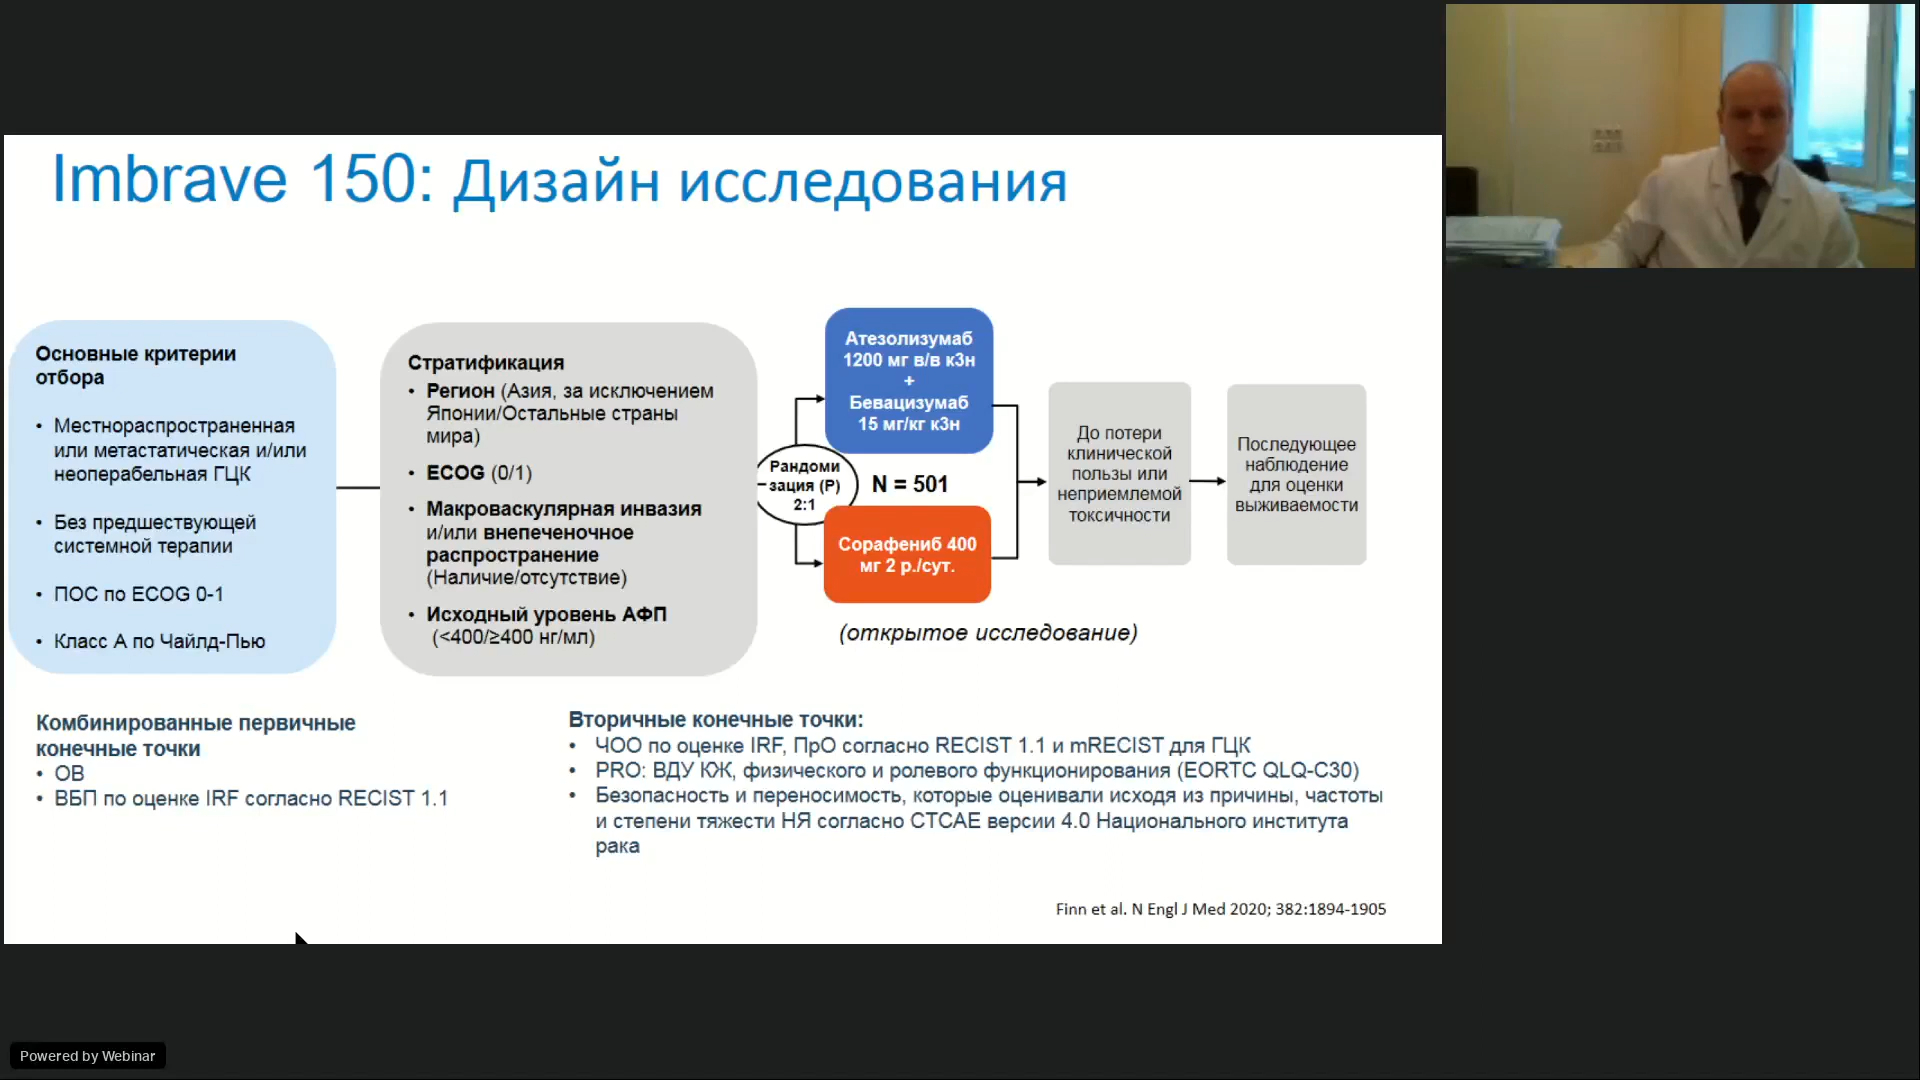 Imbrave 150: Дизайн исследования
Основные критерии
отбора
• Местнораспространенная
или метастатическая и/или
неоперабельная ГЦК
• Без предшествующей
системной терапии
• ПОС по ECOG 0-1
• Класс А по Чайлд-Пью
Стратификация
• Регион (Азия, за исключением
Японии/Остальные страны
мира)
• ECOG (0/1)
• Макроваскулярная инвазия
и/или внепеченочное
распространение
(Наличие/отсутствие)
• Исходный уровень АФП
(<400/≥400 нг/мл)
Рандоми
зация (Р)
2:1
Атезолизумаб
1200 мг в/в к3н
+
Бевацизумаб
15 мг/кг к3н
N = 501
Сорафениб 400
мг 2 р./сут.
(открытое исследование)
До потери
клинической
пользы или
неприемлемой
токсичности
Последующее
наблюдение
для оценки
выживаемости
Комбинированные первичные
конечные точки
• ОВ
• ВБП по оценке IRF согласно RECIST 1.1
Вторичные конечные точки:
• ЧОО по оценке IRF, ПрО согласно RECIST 1.1 и mRECIST для ГЦК
• PRO: ВДУ КЖ, физического и ролевого функционирования (EORTC QLQ-C30)
• Безопасность и переносимость, которые оценивали исходя из причины, частоты
и степени тяжести НЯ согласно CTCAE версии 4.0 Национального института
рака
Finn et al. N Engl J Med 2020; 382:1894-1905
Powered by Webinar